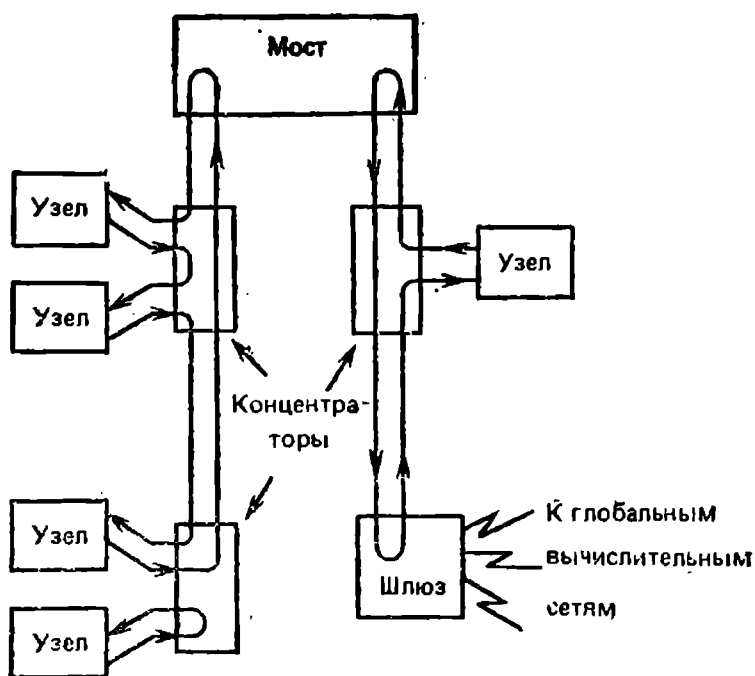 Мост
Узел
Узел
Узел
Концентра-
торы
Узел
Узел
Шлюз
К глобальным
вычислительным
сетям